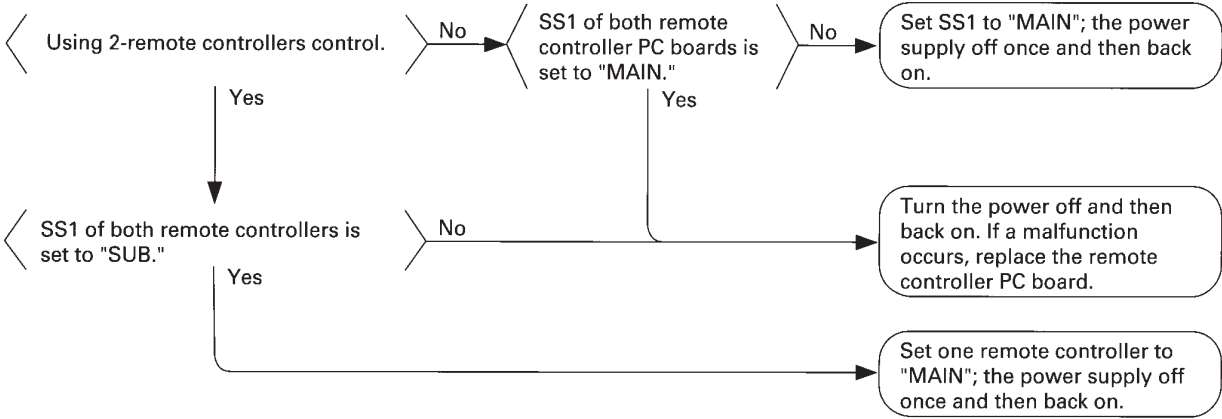 Using 2-remote controllers control.
No
SS1 of both remote
controller PC boards is
set to "MAIN."
No
Set SS1 to "MAIN"; the power
supply off once and then back
on.
Yes
Yes
SS1 of both remote controllers is
set to "SUB."
No
Turn the power off and then
back on. If a malfunction
occurs, replace the remote
controller PC board.
Yes
Set one remote controller to
"MAIN"; the power supply off
once and then back on.